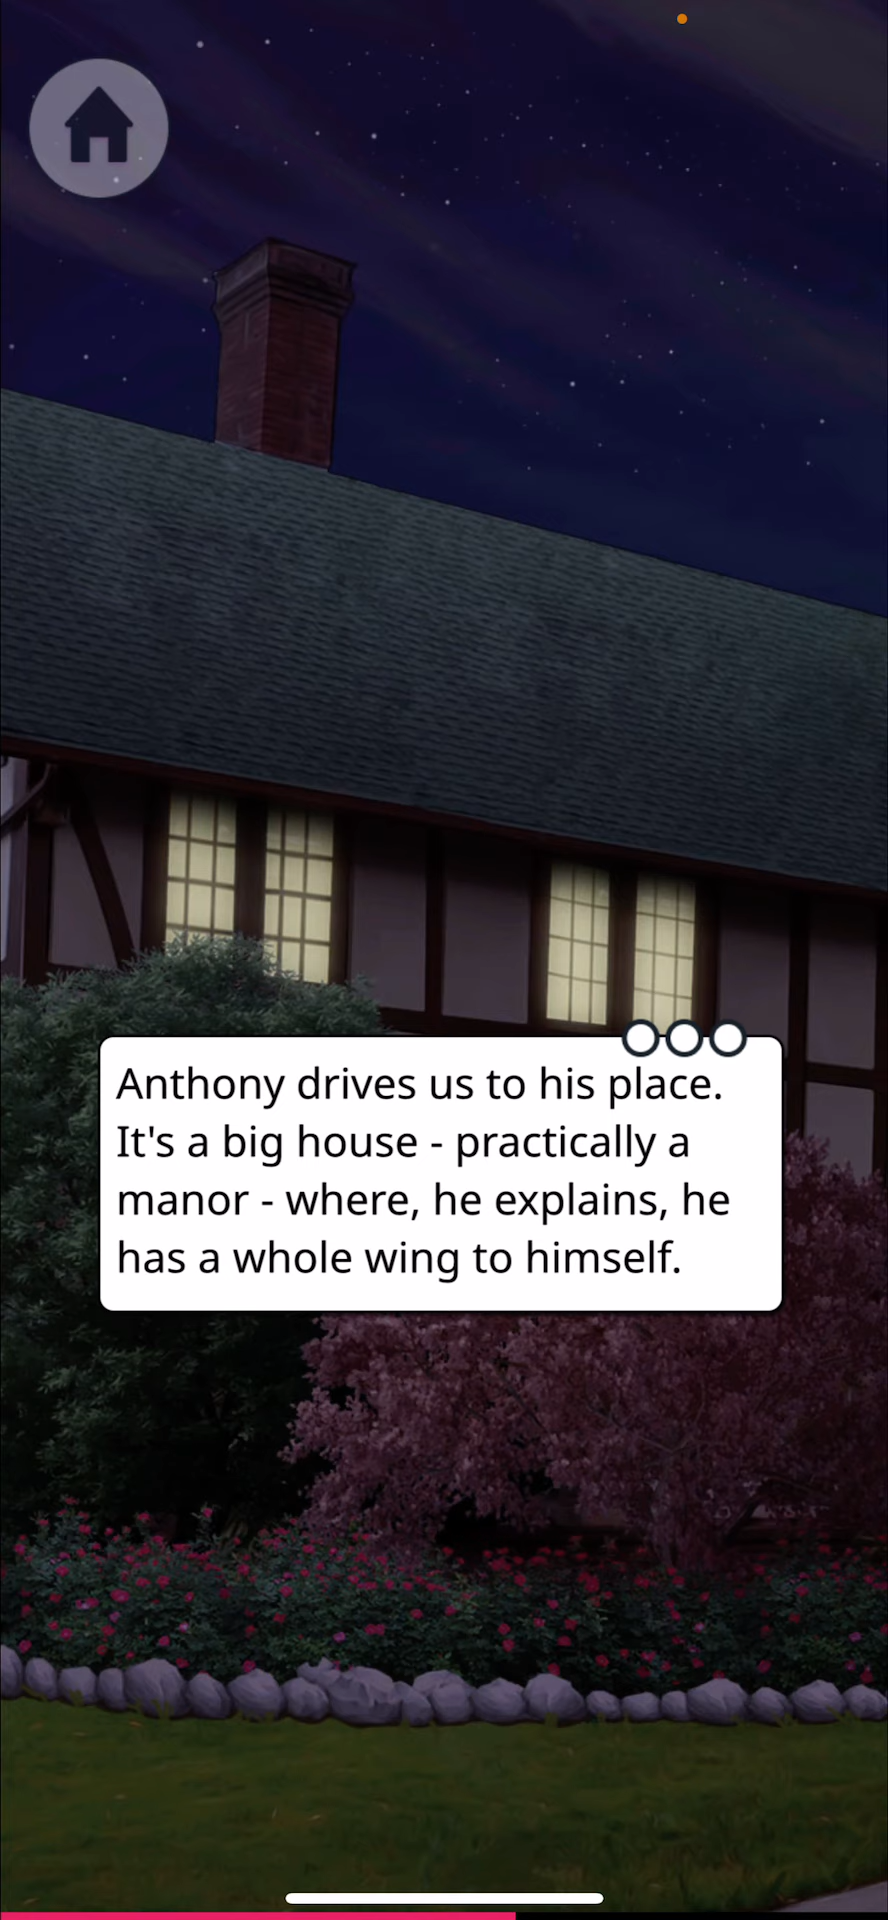 Anthony drives us to his place.
It's a big house - practically a
manor - where, he explains, he
has a whole wing to himself.